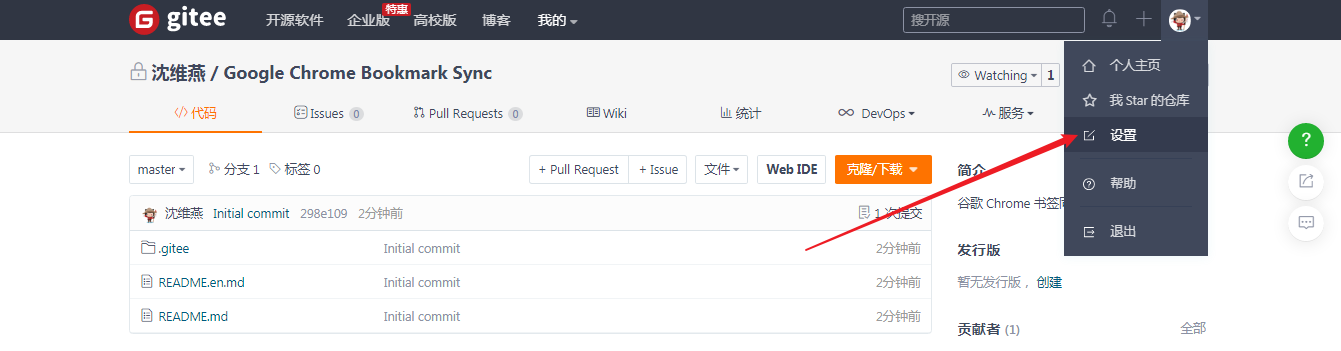 gitee 开源软件 企业版 特惠 高校版 博客 我的 搜开源
沈维燕 / Google Chrome Bookmark Sync
Watching 1
个人主页
我 Star 的仓库
设置
帮助
退出
代码 Issues 0 Pull Requests 0 Wiki 统计 DevOps 服务
master 分支 1 标签 0 + Pull Request + Issue 文件 Web IDE 克隆/下载
简介
沈维燕 Initial commit 298e109 2分钟前 1 次提交
谷歌 Chrome 书签
.gitee Initial commit 2分钟前
发行版
README.en.md Initial commit 2分钟前
暂无发行版， 创建
README.md Initial commit 2分钟前
贡献者 (1) 全部